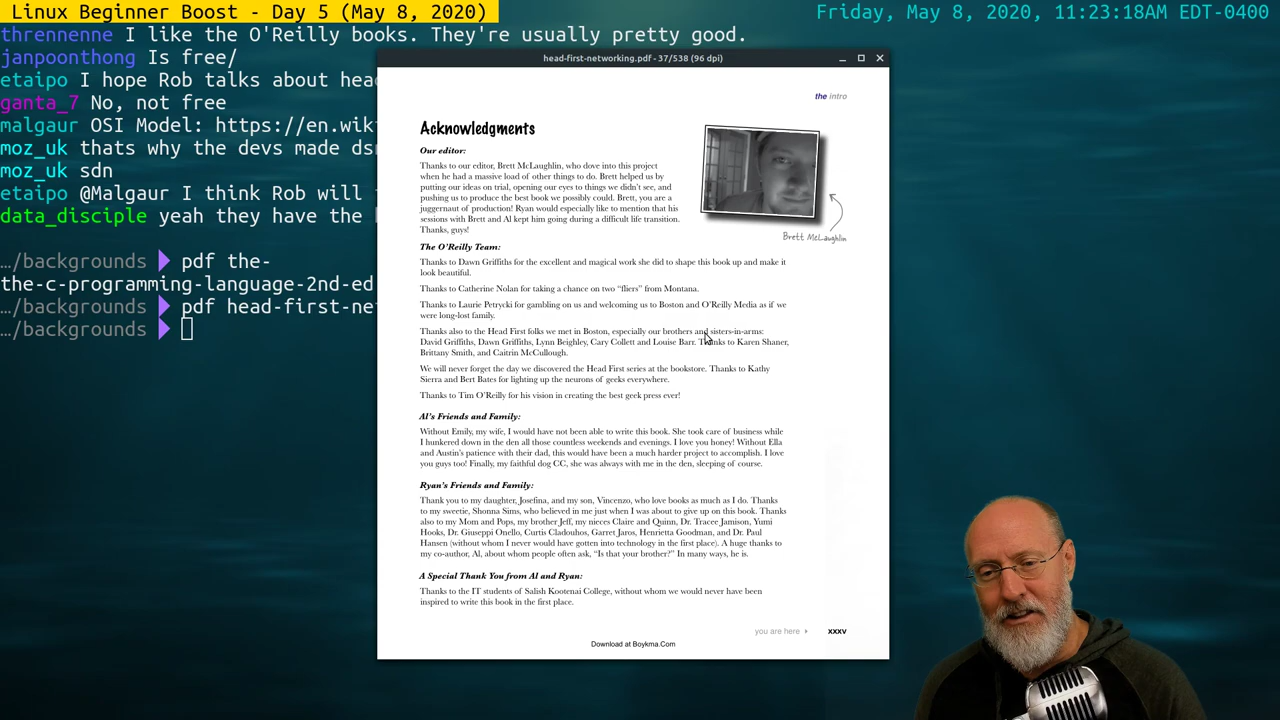 Linux Beginner Boost - Day 5 (May 8, 2020)
Friday, May 8, 2020, 11:23:18AM EDT-0400
thrennenne I like the O'Reilly books. They're usually pretty good.
janpoonthong Is free/
etaipo I hope Rob talks about
ganta_7 No, not free
malgaur OSI Model: https://en.wik
moz_uk thats why the devs made
moz_uk sdn
etaipo @Malgaur I think Rob will
data_disciple yeah they have the
…/backgrounds pdf the-
the-c-programming-language-2nd-ed
…/backgrounds pdf head-first-ne
…/backgrounds
head-first-networking.pdf - 37/538 (96 dpi)
the intro
Acknowledgments
Our editor:
Thanks to our editor, Brett McLaughlin, who dove into this project
when he had a massive load of other things to do. Brett helped us by
putting our ideas on trial, opening our eyes to things we didn't see, and
pushing us to produce the best book we possibly could. Brett, you are a
juggernaut of production! Ryan would especially like to mention that his
sessions with Brett and Al kept him going during a difficult life transition.
Thanks, guys!
Brett McLaughlin
The O'Reilly Team:
Thanks to Dawn Griffiths for the excellent and magical work she did to shape this book up and make it
look beautiful.
Thanks to Catherine Nolan for taking a chance on two “fliers” from Montana.
Thanks to Laurie Petrycki for gambling on us and welcoming us to Boston and O'Reilly Media as if we
were long-lost family.
Thanks also to the Head First folks we met in Boston, especially our brothers and sisters-in-arms:
David Griffiths, Dawn Griffiths, Lynn Beighley, Cary Collett and Louise Barr. Thanks to Karen Shaner,
Brittany Smith, and Caitrin McCullough.
We will never forget the day we discovered the Head First series at the bookstore. Thanks to Kathy
Sierra and Bert Bates for lighting up the neurons of geeks everywhere.
Thanks to Tim O'Reilly for his vision in creating the best geek press ever!
Al's Friends and Family:
Without Emily, my wife, I would have not been able to write this book. She took care of business while
I hunkered down in the den all those countless weekends and evenings. I love you honey! Without Ella
and Austin's patience with their dad, this would have been a much harder project to accomplish. I love
you guys too! Finally, my faithful dog CC, she was always with me in the den, sleeping of course.
Ryan's Friends and Family:
Thank you to my daughter, Josefina, and my son, Vincenzo, who love books as much as I do. Thanks
to my sweetie, Shonna Sims, who believed in me just when I was about to give up on this book. Thanks
also to my Mom and Pops, my brother Jeff, my nieces Claire and Quinn, Dr. Tracee Jamison, Yumi
Hooks, Dr. Giuseppi Onello, Curtis Cladouhos, Garret Jaros, Henrietta Goodman, and Dr. Paul
Hansen (without whom I never would have gotten into technology in the first place). A huge thanks to
my co-author, Al, about whom people often ask, “Is that your brother?” In many ways, he is.
A Special Thank You from Al and Ryan:
Thanks to the IT students of Salish Kootenai College, without whom we would never have been
inspired to write this book in the first place.
you are here ▸ xxxv
Download at Boykma.Com